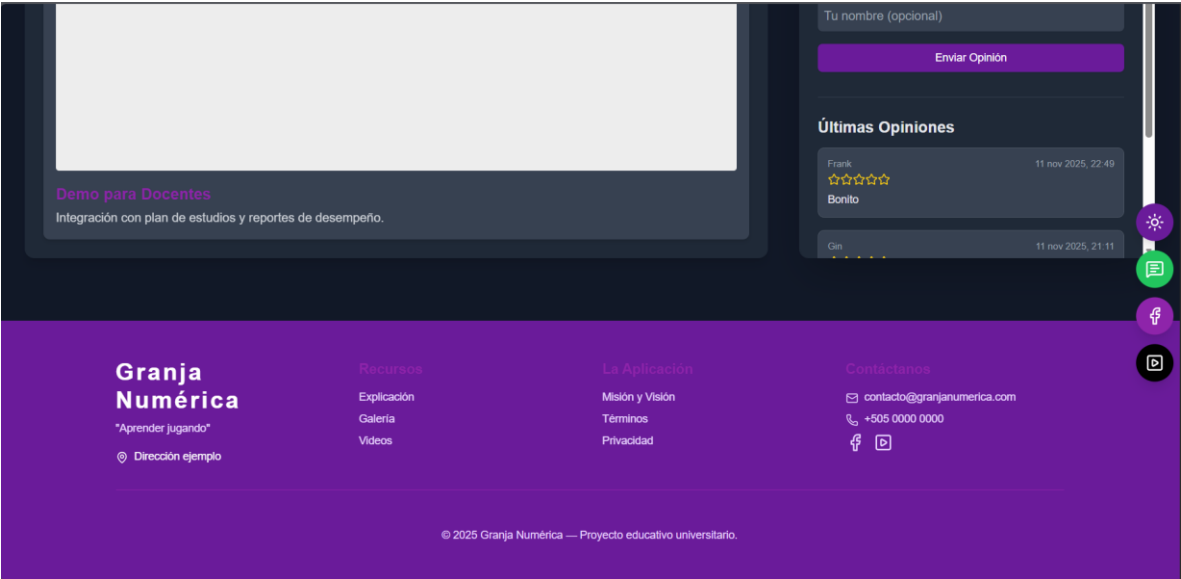 Tu nombre (opcional)
Enviar Opinión
Últimas Opiniones
Frank
11 nov 2025, 22:49
Bonito
Gin
11 nov 2025, 21:11
Demo para Docentes
Integración con plan de estudios y reportes de desempeño.
Granja
Numérica
"Aprender jugando"
Dirección ejemplo
Recursos
Explicación
Galería
Videos
La Aplicación
Misión y Visión
Términos
Privacidad
Contáctanos
contacto@granjanumerica.com
+505 0000 0000
© 2025 Granja Numérica — Proyecto educativo universitario.